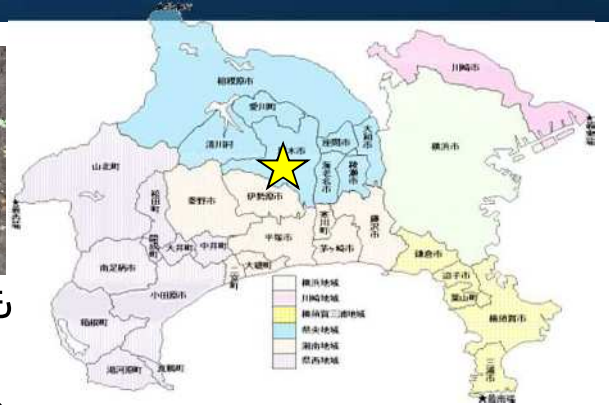 相模原市
川崎市
愛川町
清川村
木市
座間市
大和市
横浜市
海老名市
綾瀬市
山北町
松田町
秦野市
伊勢原市
寒川町
藤沢市
開成町
大井町
中井町
平塚市
茅ヶ崎市
鎌倉市
南足柄市
二宮町
大磯町
逗子市
葉山町
小田原市
横須賀市
箱根町
三浦市
湯河原町
真鶴町
横浜地域
川崎地域
横須賀三浦地域
県央地域
湘南地域
県西地域
★最南端